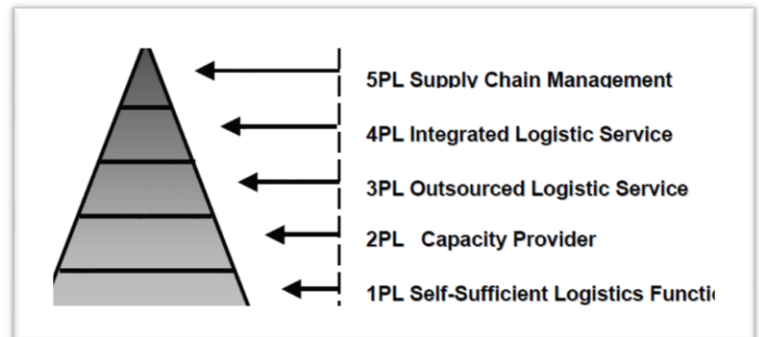 5PL Supply Chain Management
4PL Integrated Logistic Service
3PL Outsourced Logistic Service
2PL Capacity Provider
1PL Self-Sufficient Logistics